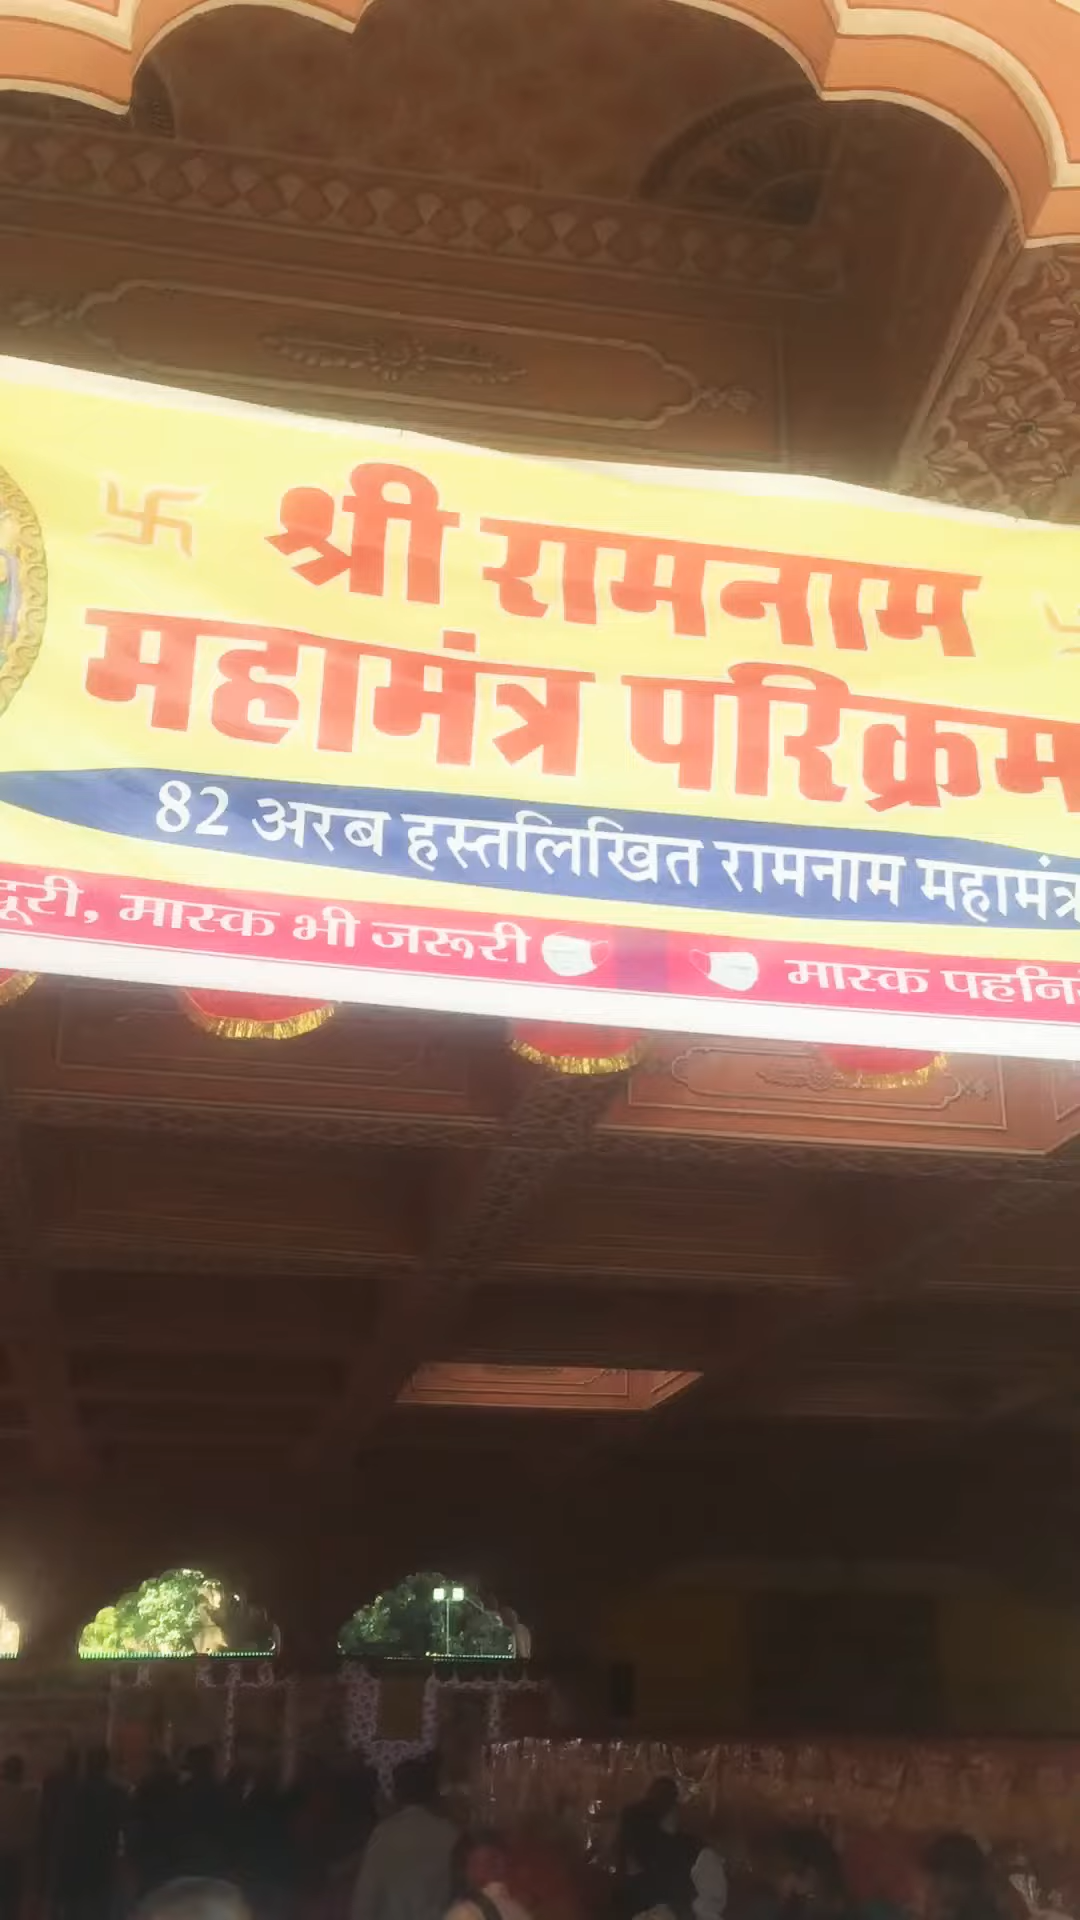 श्री रामनाम
महामंत्र परिक्रम
82 अरब हस्तलिखित रामनाम महामंत्र
दूरी, मास्क भी जरूरी मास्क पहनि